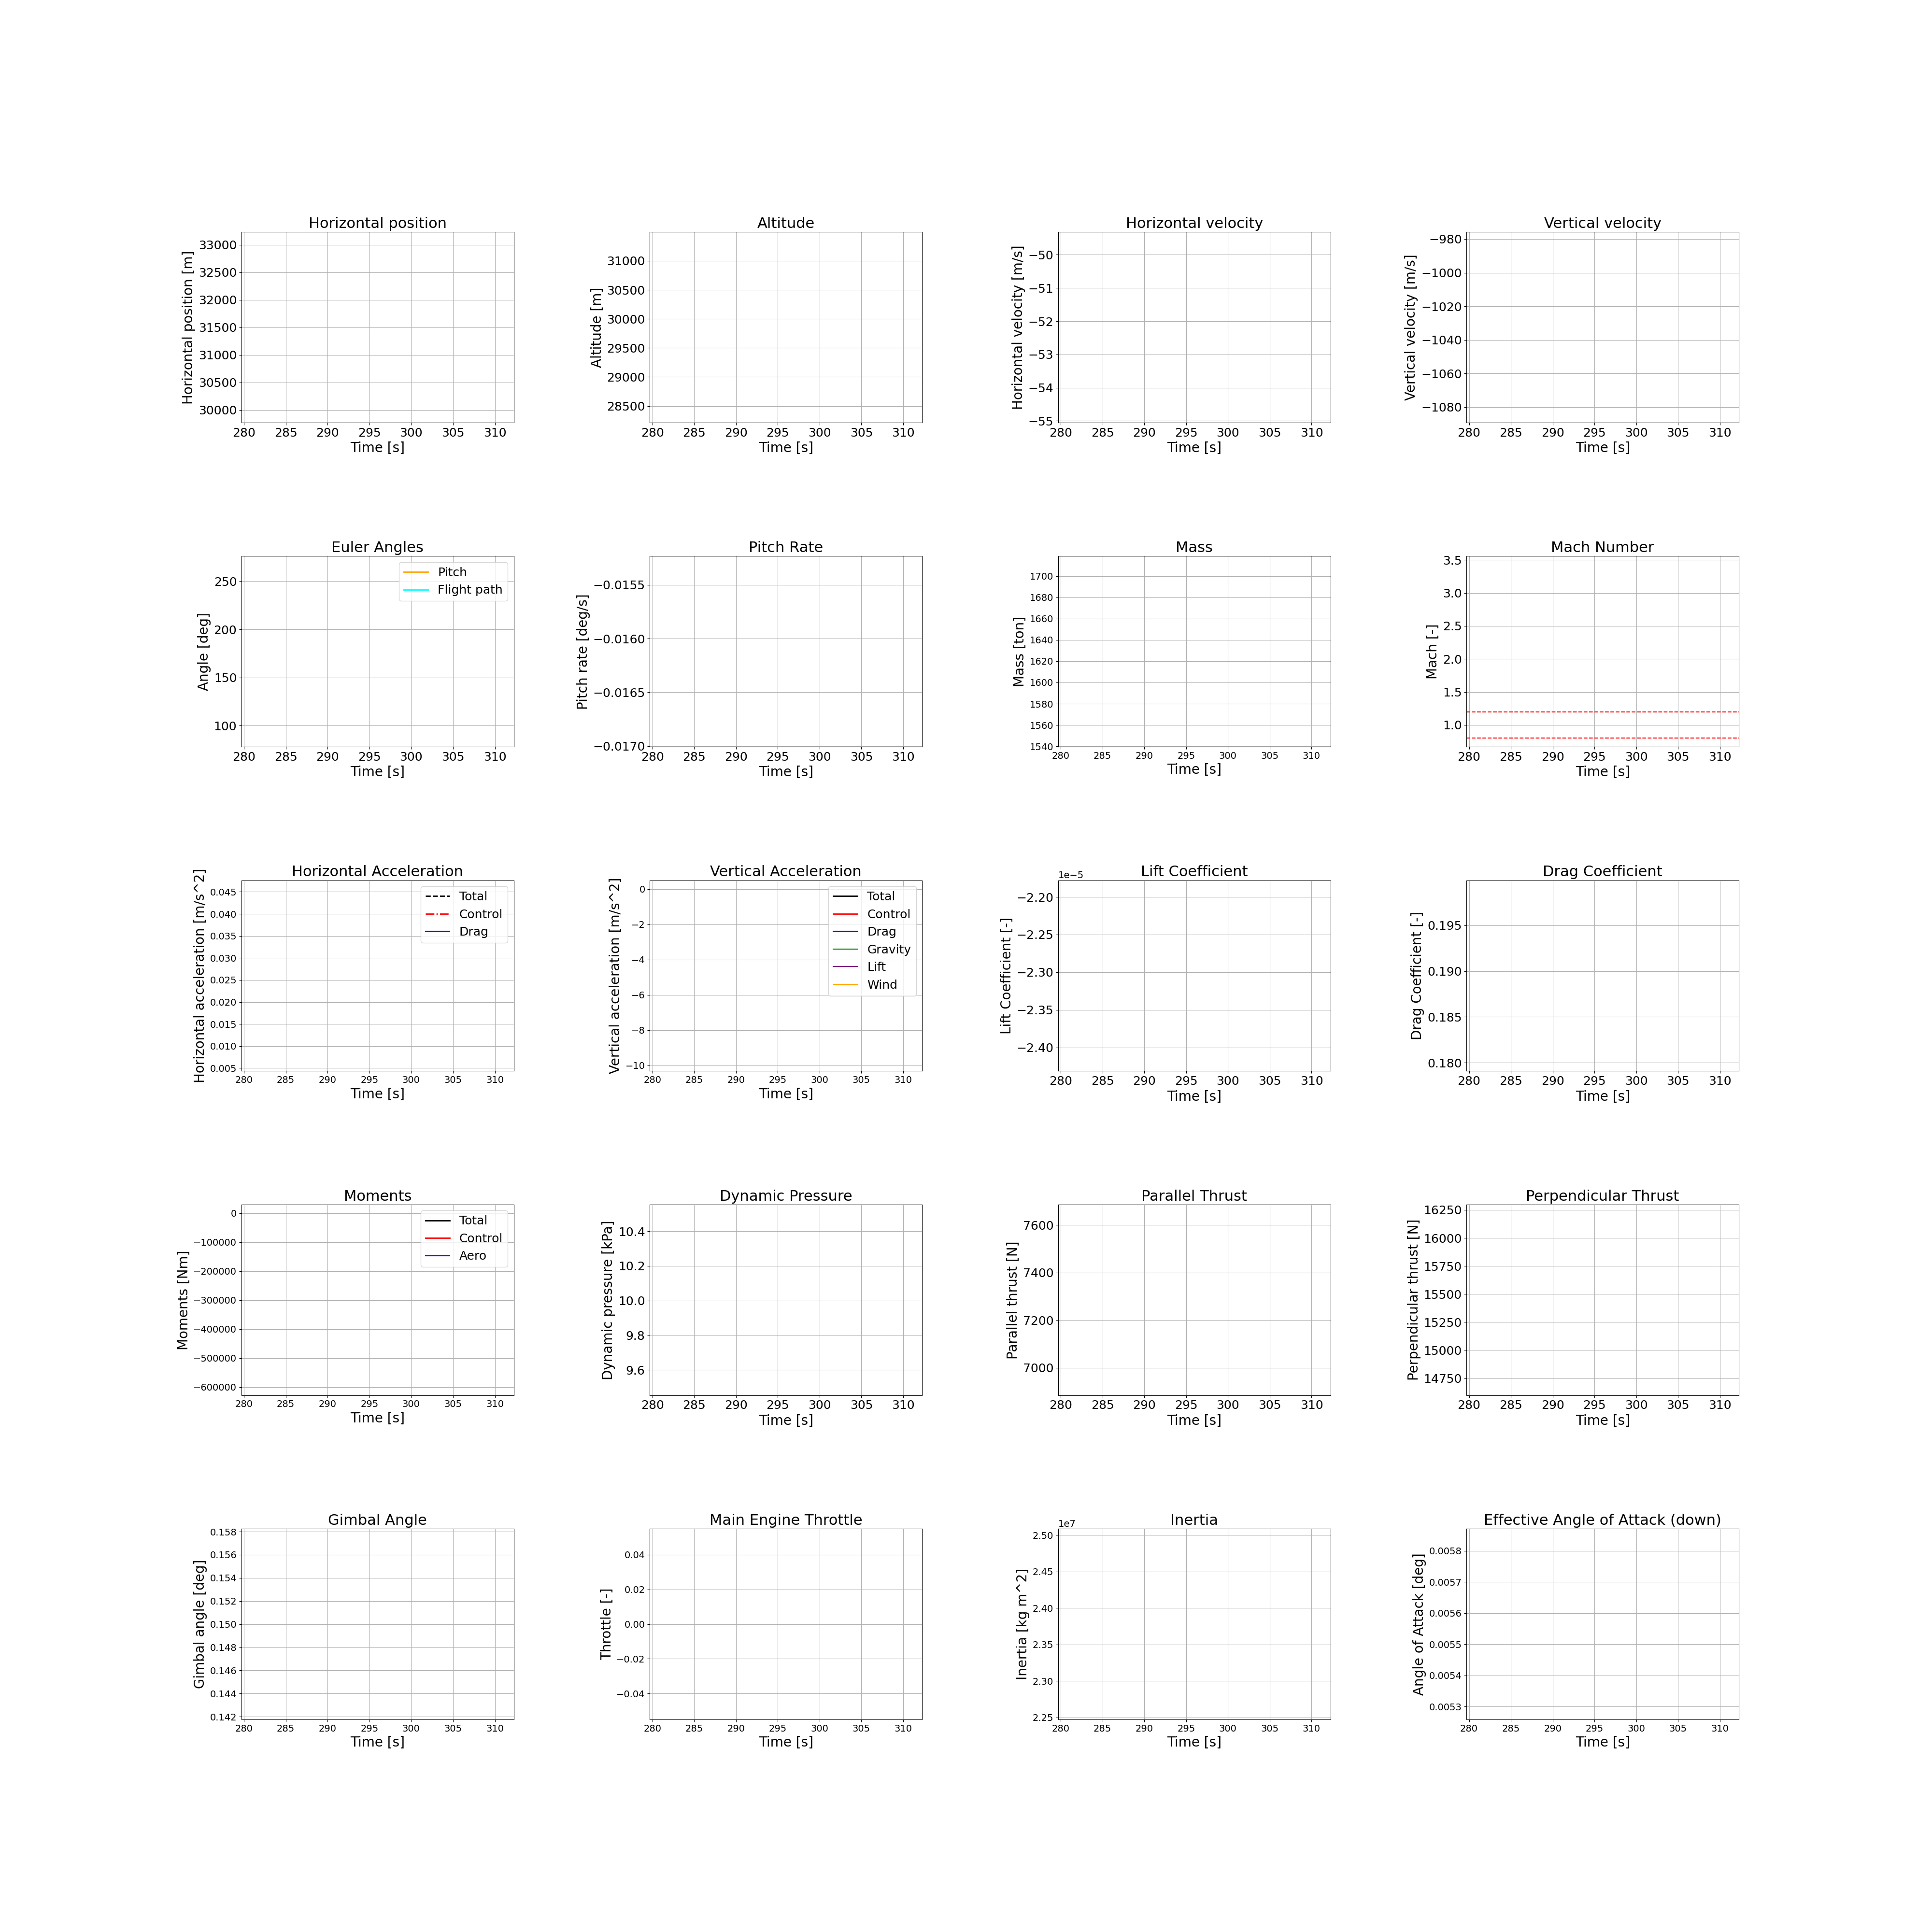 Horizontal position
Horizontal position [m]
33000
32500
32000
31500
31000
30500
30000
280 285 290 295 300 305 310
Time [s]
Altitude
Altitude [m]
31000
30500
30000
29500
29000
28500
280 285 290 295 300 305 310
Time [s]
Horizontal velocity
Horizontal velocity [m/s]
−50
−51
−52
−53
−54
−55
280 285 290 295 300 305 310
Time [s]
Vertical velocity
Vertical velocity [m/s]
−980
−1000
−1020
−1040
−1060
−1080
280 285 290 295 300 305 310
Time [s]
Euler Angles
Angle [deg]
250
200
150
100
Pitch
Flight path
280 285 290 295 300 305 310
Time [s]
Pitch Rate
Pitch rate [deg/s]
−0.0155
−0.0160
−0.0165
−0.0170
280 285 290 295 300 305 310
Time [s]
Mass
Mass [ton]
1700
1680
1660
1640
1620
1600
1580
1560
1540
280 285 290 295 300 305 310
Time [s]
Mach Number
Mach [-]
3.5
3.0
2.5
2.0
1.5
1.0
280 285 290 295 300 305 310
Time [s]
Horizontal Acceleration
Horizontal acceleration [m/s^2]
0.045
0.040
0.035
0.030
0.025
0.020
0.015
0.010
0.005
Total
Control
Drag
280 285 290 295 300 305 310
Time [s]
Vertical Acceleration
Vertical acceleration [m/s^2]
0
−2
−4
−6
−8
−10
Total
Control
Drag
Gravity
Lift
Wind
280 285 290 295 300 305 310
Time [s]
Lift Coefficient
1e−5
Lift Coefficient [-]
−2.20
−2.25
−2.30
−2.35
−2.40
280 285 290 295 300 305 310
Time [s]
Drag Coefficient
Drag Coefficient [-]
0.195
0.190
0.185
0.180
280 285 290 295 300 305 310
Time [s]
Moments
Moments [Nm]
0
−100000
−200000
−300000
−400000
−500000
−600000
Total
Control
Aero
280 285 290 295 300 305 310
Time [s]
Dynamic Pressure
Dynamic pressure [kPa]
10.4
10.2
10.0
9.8
9.6
280 285 290 295 300 305 310
Time [s]
Parallel Thrust
Parallel thrust [N]
7600
7400
7200
7000
280 285 290 295 300 305 310
Time [s]
Perpendicular Thrust
Perpendicular thrust [N]
16250
16000
15750
15500
15250
15000
14750
280 285 290 295 300 305 310
Time [s]
Gimbal Angle
Gimbal angle [deg]
0.158
0.156
0.154
0.152
0.150
0.148
0.146
0.144
0.142
280 285 290 295 300 305 310
Time [s]
Main Engine Throttle
Throttle [-]
0.04
0.02
0.00
−0.02
−0.04
280 285 290 295 300 305 310
Time [s]
Inertia
1e7
Inertia [kg m^2]
2.50
2.45
2.40
2.35
2.30
2.25
280 285 290 295 300 305 310
Time [s]
Effective Angle of Attack (down)
Angle of Attack [deg]
0.0058
0.0057
0.0056
0.0055
0.0054
0.0053
280 285 290 295 300 305 310
Time [s]